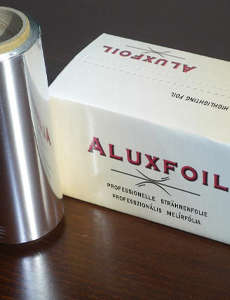 ALUXFOIL
HIGHLIGHTING FOIL
ALUXFOIL
PROFESSIONELLE STRÄHNENFOLIE
PROFESSZIONÁLIS MELÍRFÓLIA